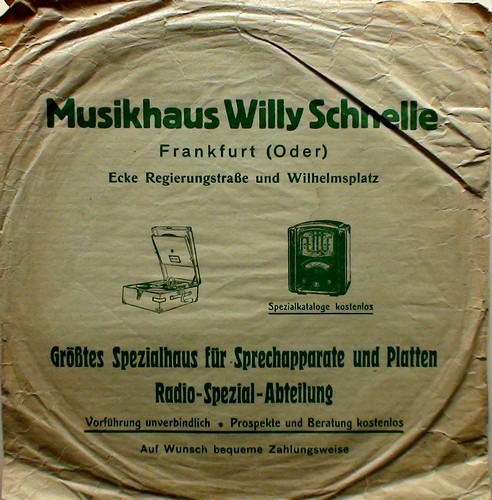 Musikhaus Willy Schnelle
Frankfurt (Oder)
Ecke Regierungstraße und Wilhelmsplatz
Spezialkataloge kostenlos
Größtes Spezialhaus für Sprechapparate und Platten
Radio-Spezial-Abteilung
Vorführung unverbindlich • Prospekte und Beratung kostenlos
Auf Wunsch bequeme Zahlungsweise